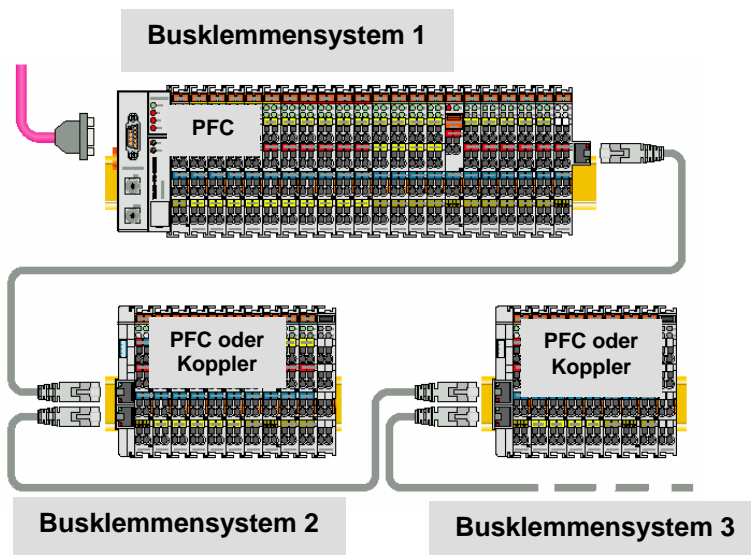 Busklemmensystem 1
PFC
PFC oder
Koppler
PFC oder
Koppler
Busklemmensystem 2
Busklemmensystem 3